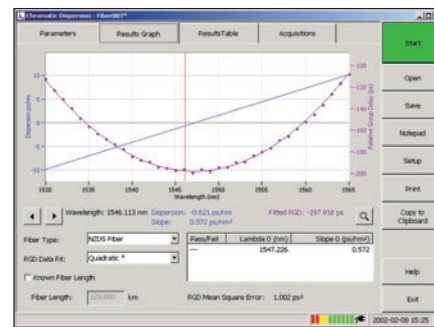 Chromatic Dispersion - Fiber007*
Parameters Results Graph ResultsTable Acquisitions Start
Open
Save
Notepad
Setup
Print
Copy to
Clipboard
Help
Exit
Dispersion ps/nm
10
5
0
-5
-10
Relative Group Delay (ps)
-100
-120
-140
-160
-180
-200
1530 1535 1540 1545 1550 1555 1560 1565
Wavelength (nm)
Wavelength: 1546.113 nm Dispersion: -0.621 ps/nm Fitted RGD: -197.916 ps
Slope: 0.572 ps/nm²
Fiber Type: NZDS Fiber
Pass/Fail Lambda 0 (nm) Slope 0 (ps/nm²)
--- 1547.226 0.572
RGD Data Fit: Quadratic *
Known Fiber Length
Fiber Length: 123.000 km
RGD Mean Square Error: 1.002 ps²
2002-02-08 15:25